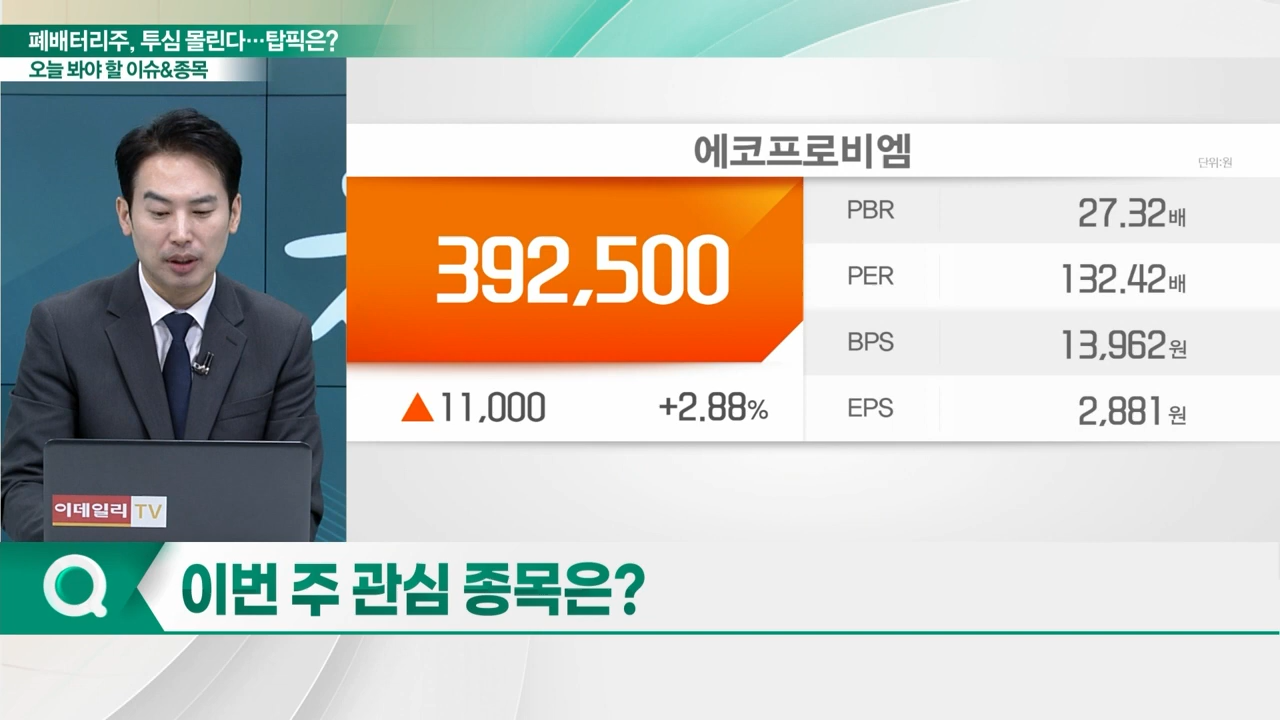 폐배터리주, 투심 몰린다…탑픽은?
오늘 봐야 할 이슈&종목
에코프로비엠
단위:원
392,500
▲11,000 +2.88%
PBR 27.32배
PER 132.42배
BPS 13,962원
EPS 2,881원
이데일리TV
Q 이번 주 관심 종목은?